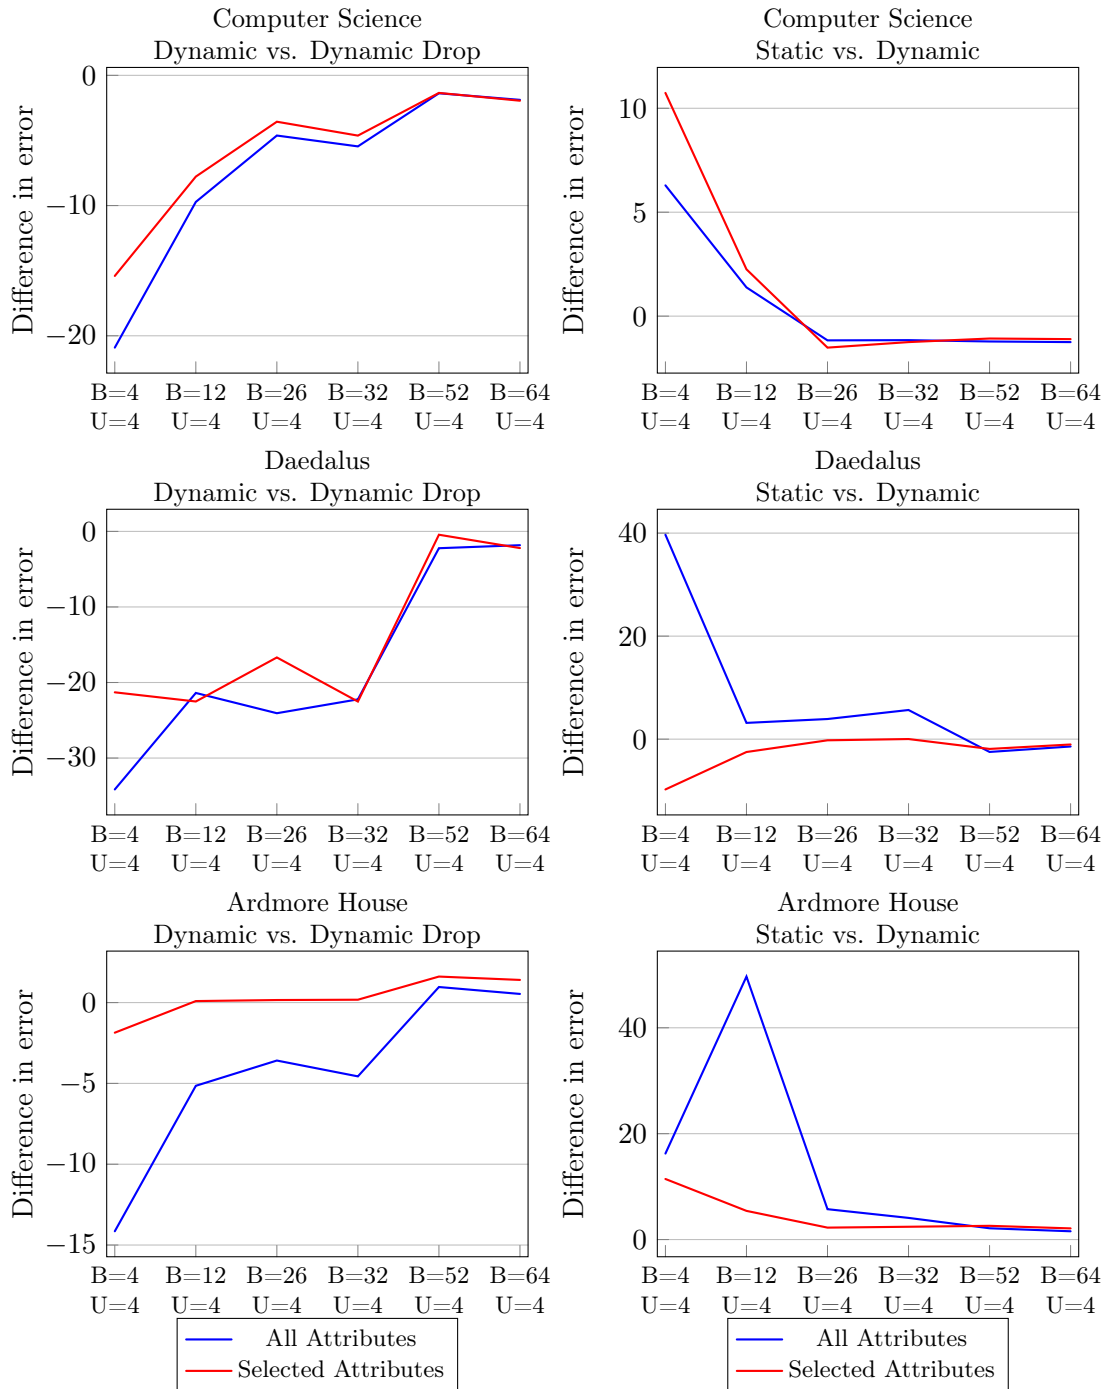 Computer Science
Dynamic vs. Dynamic Drop
Difference in error
0
−10
−20
B=4 B=12 B=26 B=32 B=52 B=64
U=4 U=4 U=4 U=4 U=4 U=4
Computer Science
Static vs. Dynamic
Difference in error
10
5
0
B=4 B=12 B=26 B=32 B=52 B=64
U=4 U=4 U=4 U=4 U=4 U=4
Daedalus
Dynamic vs. Dynamic Drop
Difference in error
0
−10
−20
−30
B=4 B=12 B=26 B=32 B=52 B=64
U=4 U=4 U=4 U=4 U=4 U=4
Daedalus
Static vs. Dynamic
Difference in error
40
20
0
B=4 B=12 B=26 B=32 B=52 B=64
U=4 U=4 U=4 U=4 U=4 U=4
Ardmore House
Dynamic vs. Dynamic Drop
Difference in error
0
−5
−10
−15
B=4 B=12 B=26 B=32 B=52 B=64
U=4 U=4 U=4 U=4 U=4 U=4
All Attributes
Selected Attributes
Ardmore House
Static vs. Dynamic
Difference in error
40
20
0
B=4 B=12 B=26 B=32 B=52 B=64
U=4 U=4 U=4 U=4 U=4 U=4
All Attributes
Selected Attributes